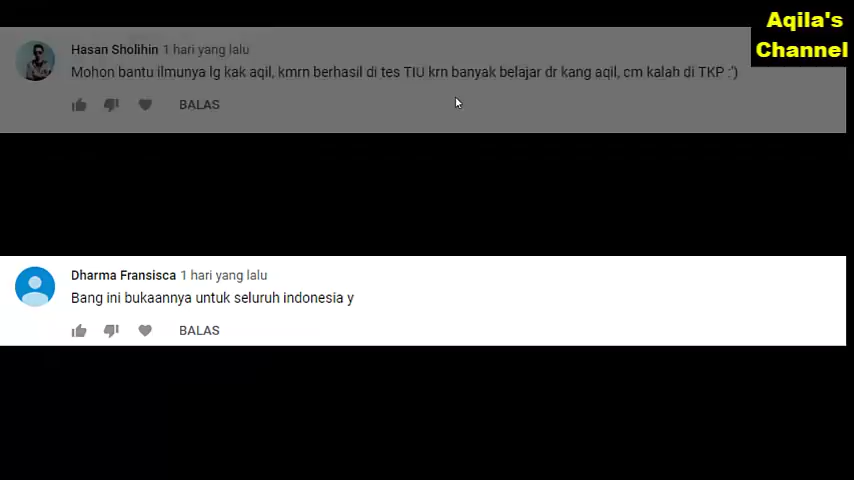 Aqila's
Channel
Hasan Sholihin 1 hari yang lalu
Mohon bantu ilmunya lg kak aqil, kmrn berhasil di tes TIU krn banyak belajar dr kang aqil, cm kalah di TKP :')
BALAS
Dharma Fransisca 1 hari yang lalu
Bang ini bukaannya untuk seluruh indonesia y
BALAS